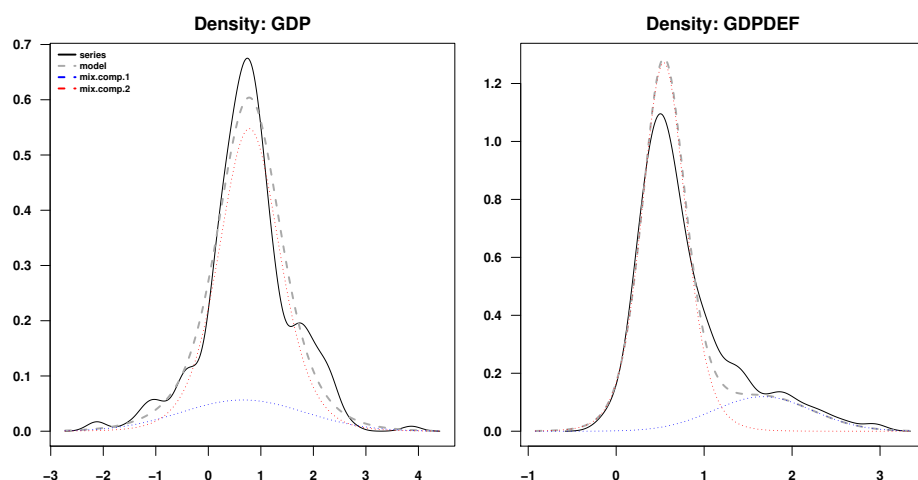 Density: GDP
Density: GDPDEF
series
model
mix.comp.1
mix.comp.2
0.7
0.6
0.5
0.4
0.3
0.2
0.1
0.0
−3 −2 −1 0 1 2 3 4
1.2
1.0
0.8
0.6
0.4
0.2
0.0
−1 0 1 2 3